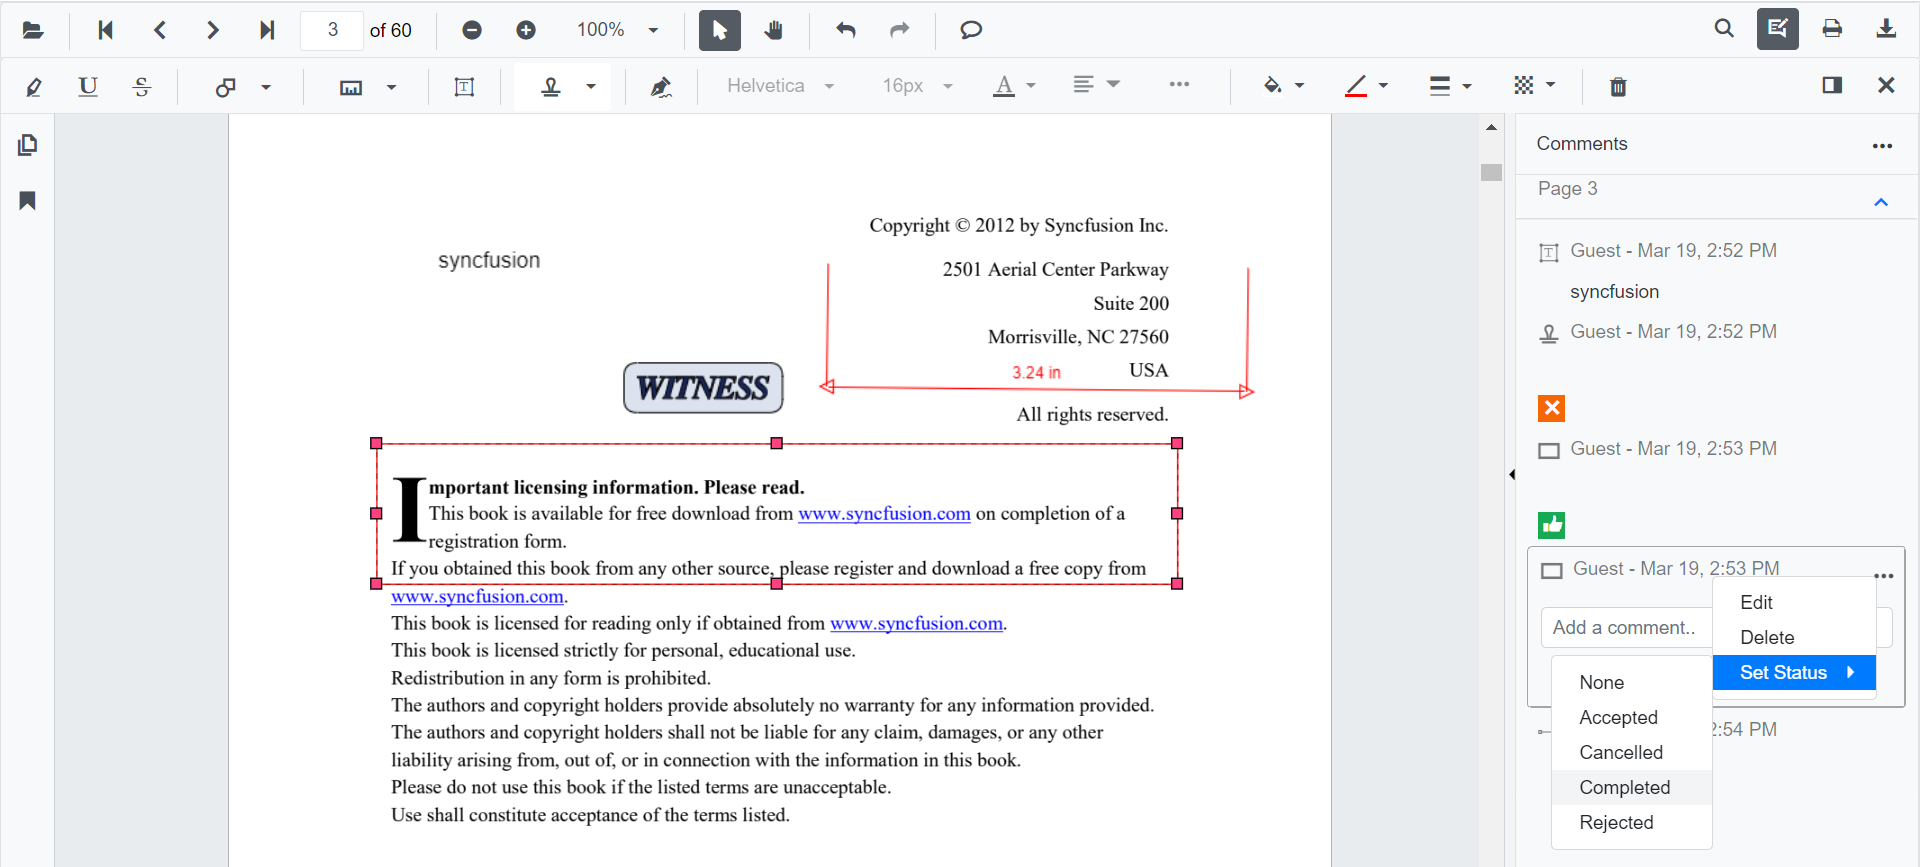 3 of 60 100%
U S T Helvetica 16px A
Comments
Page 3
Copyright © 2012 by Syncfusion Inc.
syncfusion
2501 Aerial Center Parkway
Suite 200
Morrisville, NC 27560
3.24 in USA
WITNESS
All rights reserved.
Important licensing information. Please read.
This book is available for free download from www.syncfusion.com on completion of a
registration form.
If you obtained this book from any other source, please register and download a free copy from
www.syncfusion.com.
This book is licensed for reading only if obtained from www.syncfusion.com.
This book is licensed strictly for personal, educational use.
Redistribution in any form is prohibited.
The authors and copyright holders provide absolutely no warranty for any information provided.
The authors and copyright holders shall not be liable for any claim, damages, or any other
liability arising from, out of, or in connection with the information in this book.
Please do not use this book if the listed terms are unacceptable.
Use shall constitute acceptance of the terms listed.
T Guest - Mar 19, 2:52 PM
syncfusion
Guest - Mar 19, 2:52 PM
Guest - Mar 19, 2:53 PM
Guest - Mar 19, 2:53 PM
Add a comment..
Edit
Delete
Set Status
None
Accepted
Cancelled
Completed
Rejected
2:54 PM